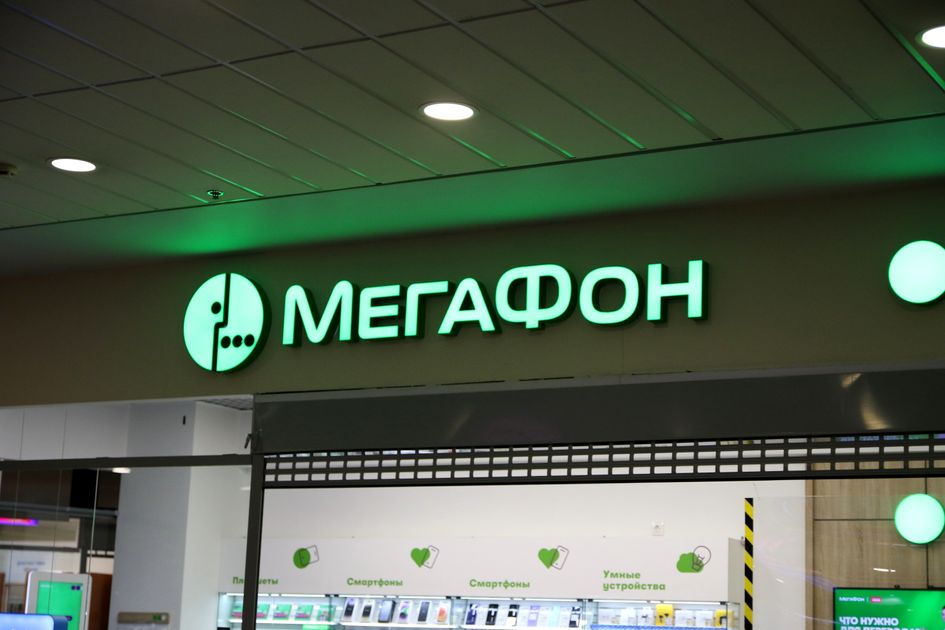 МЕГАФОН
Планшеты
Смартфоны
Смартфоны
Умные
устройства
МЕГАФОН
ЧТО НУЖНО